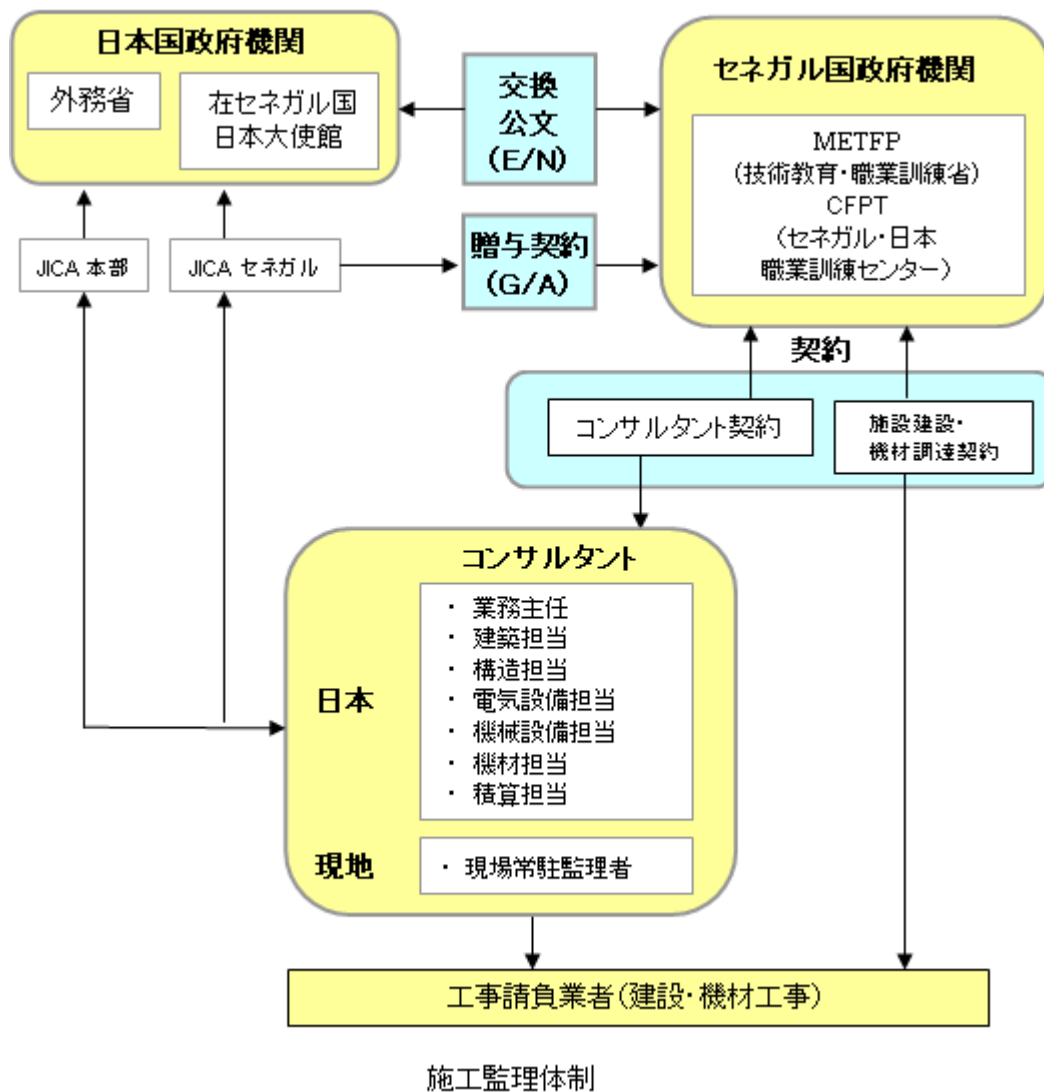 日本国政府機関
外務省
在セネガル国
日本大使館
交換
公文
(E/N)
セネガル国政府機関
METFP
(技術教育・職業訓練省)
CFPT
(セネガル・日本
職業訓練センター)
JICA 本部
JICA セネガル
贈与契約
(G/A)
契約
コンサルタント契約
施設建設・
機材調達契約
コンサルタント
日本
・ 業務主任
・ 建築担当
・ 構造担当
・ 電気設備担当
・ 機械設備担当
・ 機材担当
・ 積算担当
現地
・ 現場常駐監理者
工事請負業者(建設・機材工事)
施工監理体制